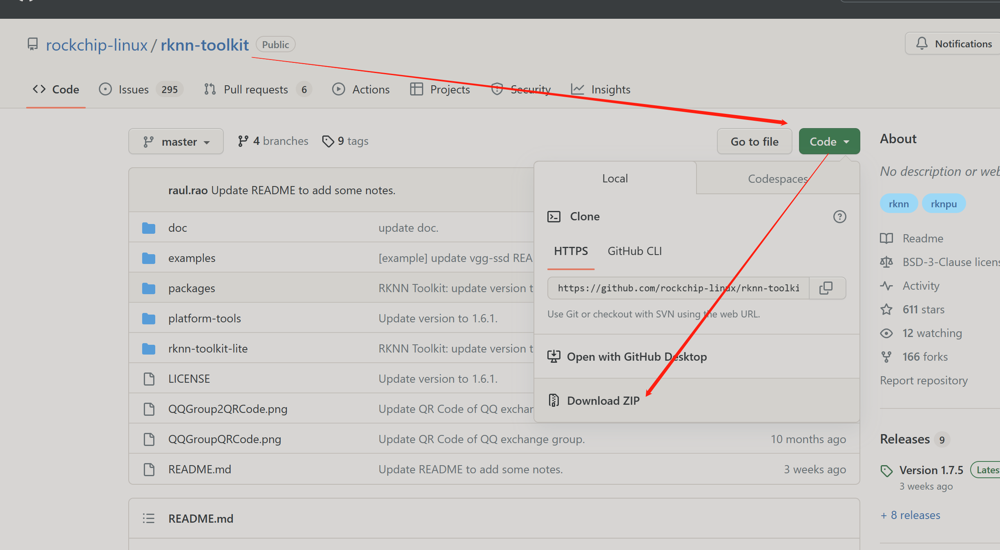 rockchip-linux / rknn-toolkit Public
Notifications
Code Issues 295 Pull requests 6 Actions Projects Security Insights
master 4 branches 9 tags Go to file Code
raul.rao Update README to add some notes.
doc update doc.
examples [example] update vgg-ssd REA
packages RKNN Toolkit: update version t
platform-tools Update version to 1.6.1.
rknn-toolkit-lite RKNN Toolkit: update version t
LICENSE Update version to 1.6.1.
QQGroup2QRCode.png Update QR Code of QQ exchar
QQGroupQRCode.png Update QR Code of QQ exchange group. 10 months ago
README.md Update README to add some notes. 3 weeks ago
README.md
Local Codespaces
Clone
HTTPS GitHub CLI
https://github.com/rockchip-linux/rknn-toolki
Use Git or checkout with SVN using the web URL.
Open with GitHub Desktop
Download ZIP
About
No description or web
rknn rknpu
Readme
BSD-3-Clause licens
Activity
611 stars
12 watching
166 forks
Report repository
Releases 9
Version 1.7.5 Lates
3 weeks ago
+ 8 releases